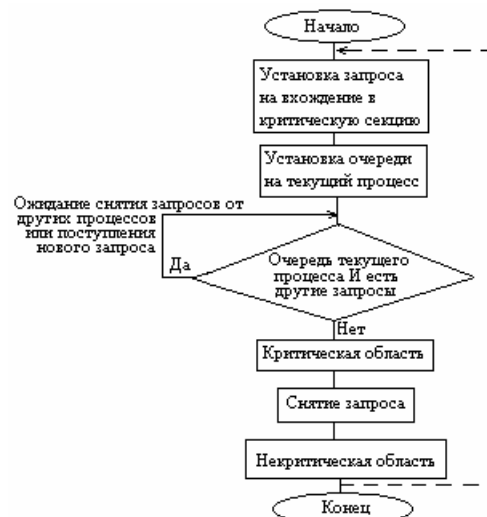 Начало
Установка запроса
на вхождение в
критическую секцию
Установка очереди
на текущий процесс
Ожидание снятия запросов от
других процессов
или поступления
нового запроса
Да
Очередь текущего
процесса И есть
другие запросы
Нет
Критическая область
Снятие запроса
Некритическая область
Конец